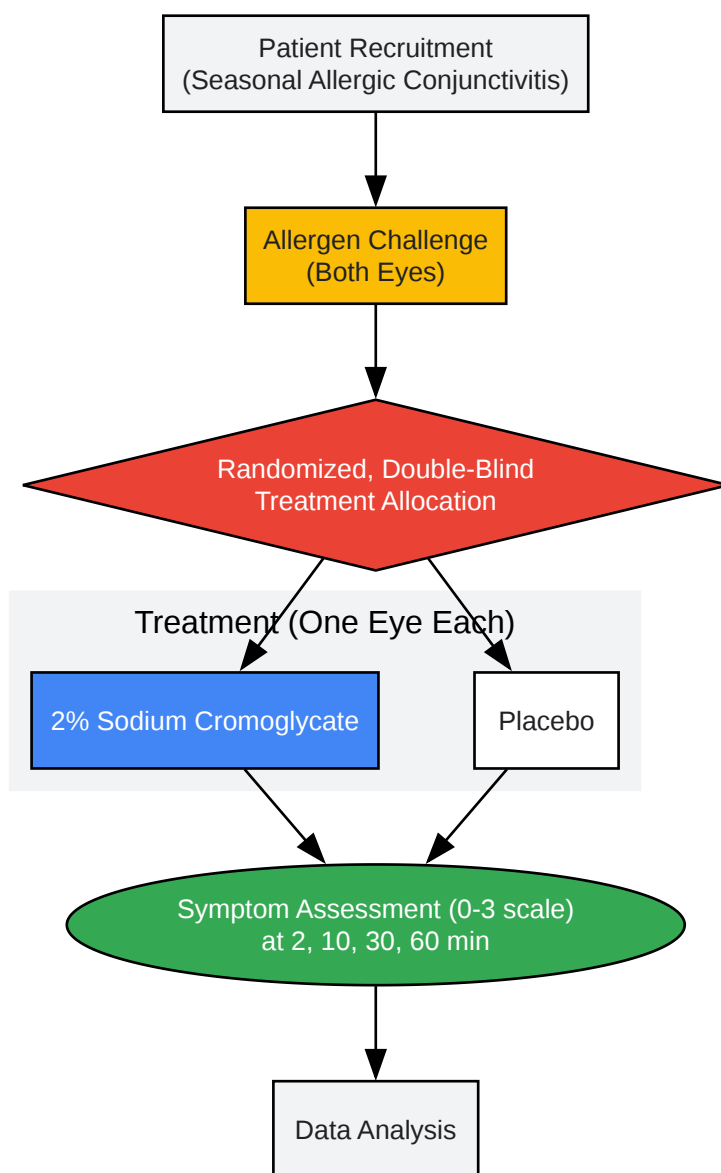 Patient Recruitment
(Seasonal Allergic Conjunctivitis)
Allergen Challenge
(Both Eyes)
Randomized, Double-Blind
Treatment Allocation
Treatment (One Eye Each)
2% Sodium Cromoglycate
Placebo
Symptom Assessment (0-3 scale)
at 2, 10, 30, 60 min
Data Analysis